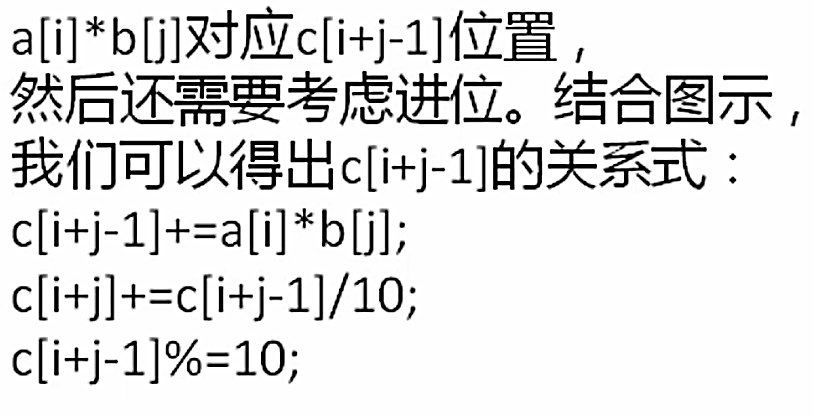 a[i]*b[j]对应c[i+j-1]位置，
然后还需要考虑进位。结合图示，
我们可以得出c[i+j-1]的关系式：
c[i+j-1]+=a[i]*b[j];
c[i+j]+=c[i+j-1]/10;
c[i+j-1]%=10;